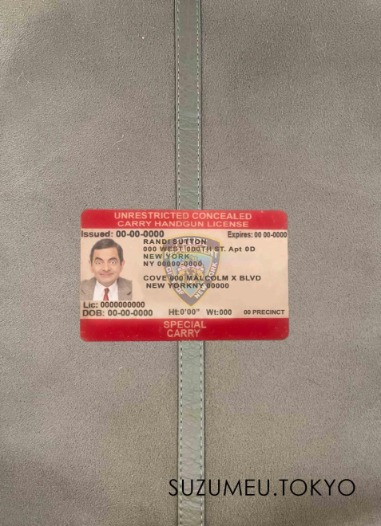 UNRESTRICTED CONCEALED
CARRY HANDGUN LICENSE
Issued: 00-00-0000 Expires: 00 00-0000
RANDI SUTTON
000 WEST 000TH ST. Apt 0D
NEW YORK
NY 00000-0000
COVE 000 MALCOLM X BLVD
NEW YORKNY 00000
Lic: 0000000000
DOB: 00-00-0000 Ht:0'00" Wt:000 00 PRECINCT
SPECIAL
CARRY
SUZUMEU.TOKYO